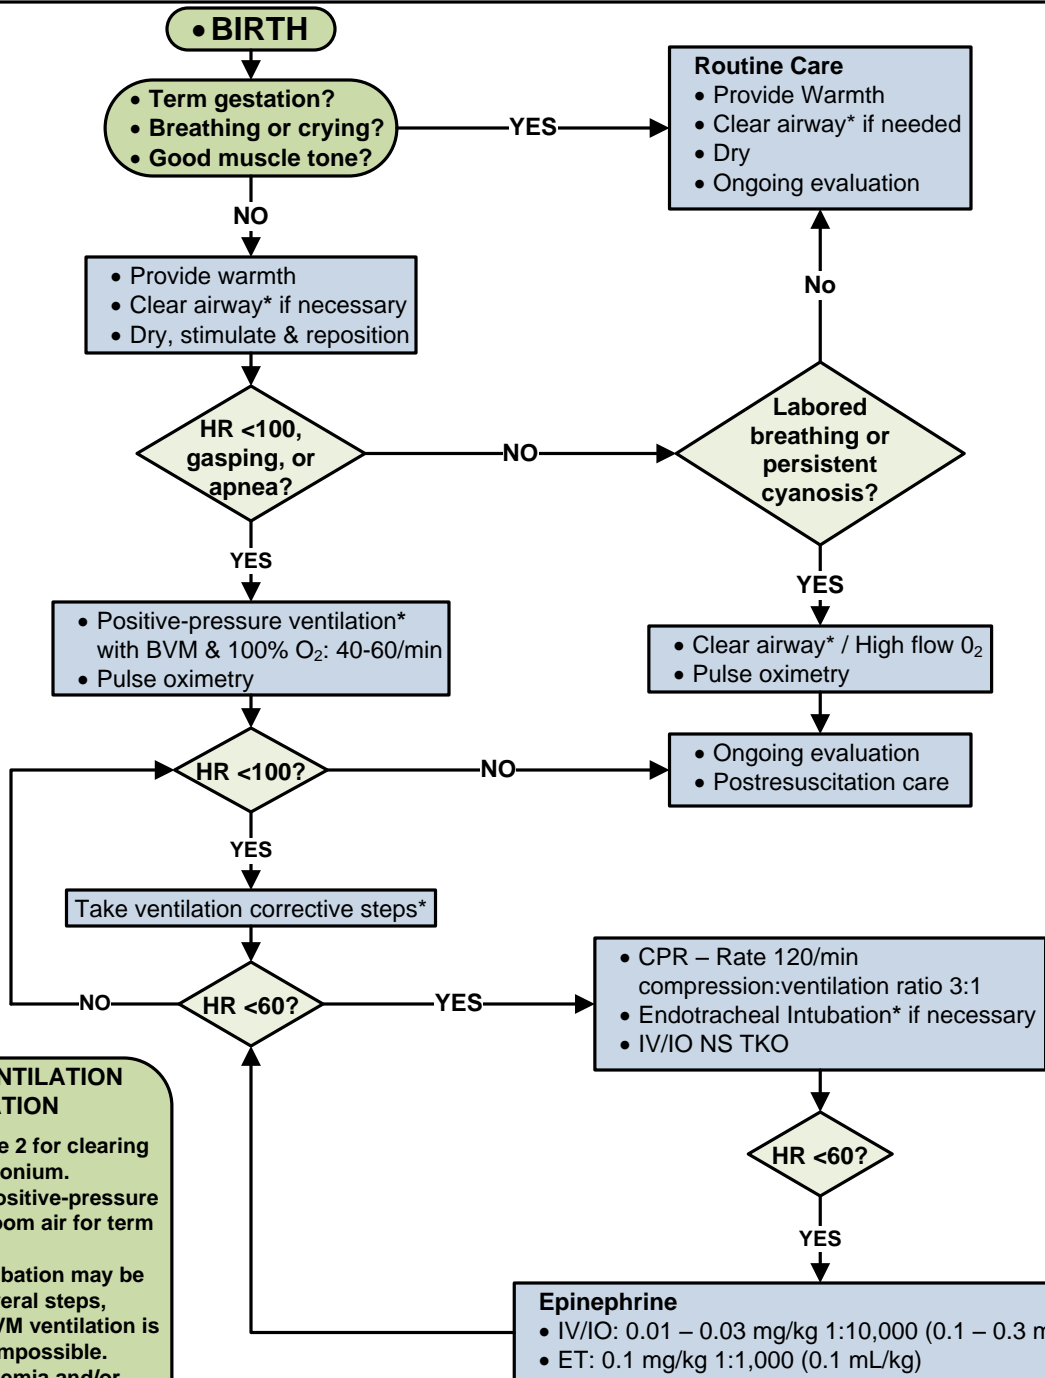 • BIRTH
• Term gestation?
• Breathing or crying?
• Good muscle tone?
YES
Routine Care
• Provide Warmth
• Clear airway* if needed
• Dry
• Ongoing evaluation
NO
No
• Provide warmth
• Clear airway* if necessary
• Dry, stimulate & reposition
HR <100,
gasping, or
apnea?
NO
Labored
breathing or
persistent
cyanosis?
YES
YES
• Positive-pressure ventilation*
with BVM & 100% O₂: 40-60/min
• Pulse oximetry
• Clear airway* / High flow 0₂
• Pulse oximetry
HR <100?
NO
• Ongoing evaluation
• Postresuscitation care
YES
Take ventilation corrective steps*
HR <60?
NO
YES
• CPR – Rate 120/min
compression:ventilation ratio 3:1
• Endotracheal Intubation* if necessary
• IV/IO NS TKO
HR <60?
YES
Epinephrine
• IV/IO: 0.01 – 0.03 mg/kg 1:10,000 (0.1 – 0.3 m
• ET: 0.1 mg/kg 1:1,000 (0.1 mL/kg)
NTILATION
ATION
e 2 for clearing
onium.
ositive-pressure
oom air for term
bation may be
veral steps,
VM ventilation is
mpossible.
emia and/or